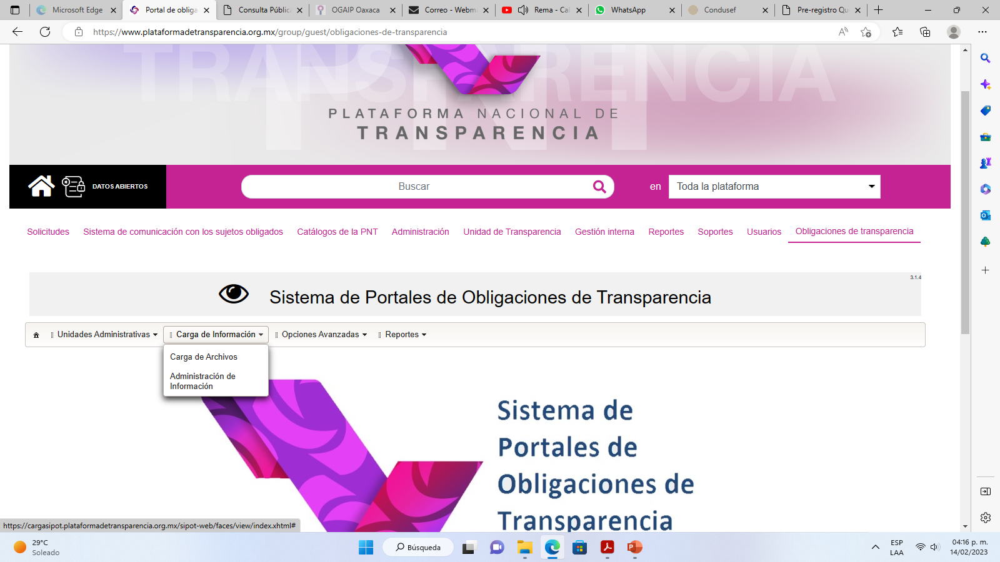 Microsoft Edge
Portal de obliga
Consulta Públic
OGAIP Oaxaca
Correo - Webm
Rema - Cal
WhatsApp
Condusef
Pre-registro Qu
https://www.plataformadetransparencia.org.mx/group/guest/obligaciones-de-transparencia
TRANSPARENCIA
PNT
PLATAFORMA NACIONAL DE
TRANSPARENCIA
DATOS ABIERTOS
Buscar
en
Toda la plataforma
Solicitudes
Sistema de comunicación con los sujetos obligados
Catálogos de la PNT
Administración
Unidad de Transparencia
Gestión interna
Reportes
Soportes
Usuarios
Obligaciones de transparencia
3.1.4
Sistema de Portales de Obligaciones de Transparencia
Unidades Administrativas
Carga de Información
Opciones Avanzadas
Reportes
Carga de Archivos
Administración de
Información
Sistema de
Portales de
Obligaciones de
Transparencia
https://cargasipot.plataformadetransparencia.org.mx/sipot-web/faces/view/index.xhtml#
29°C
Soleado
Búsqueda
ESP
LAA
04:16 p. m.
14/02/2023